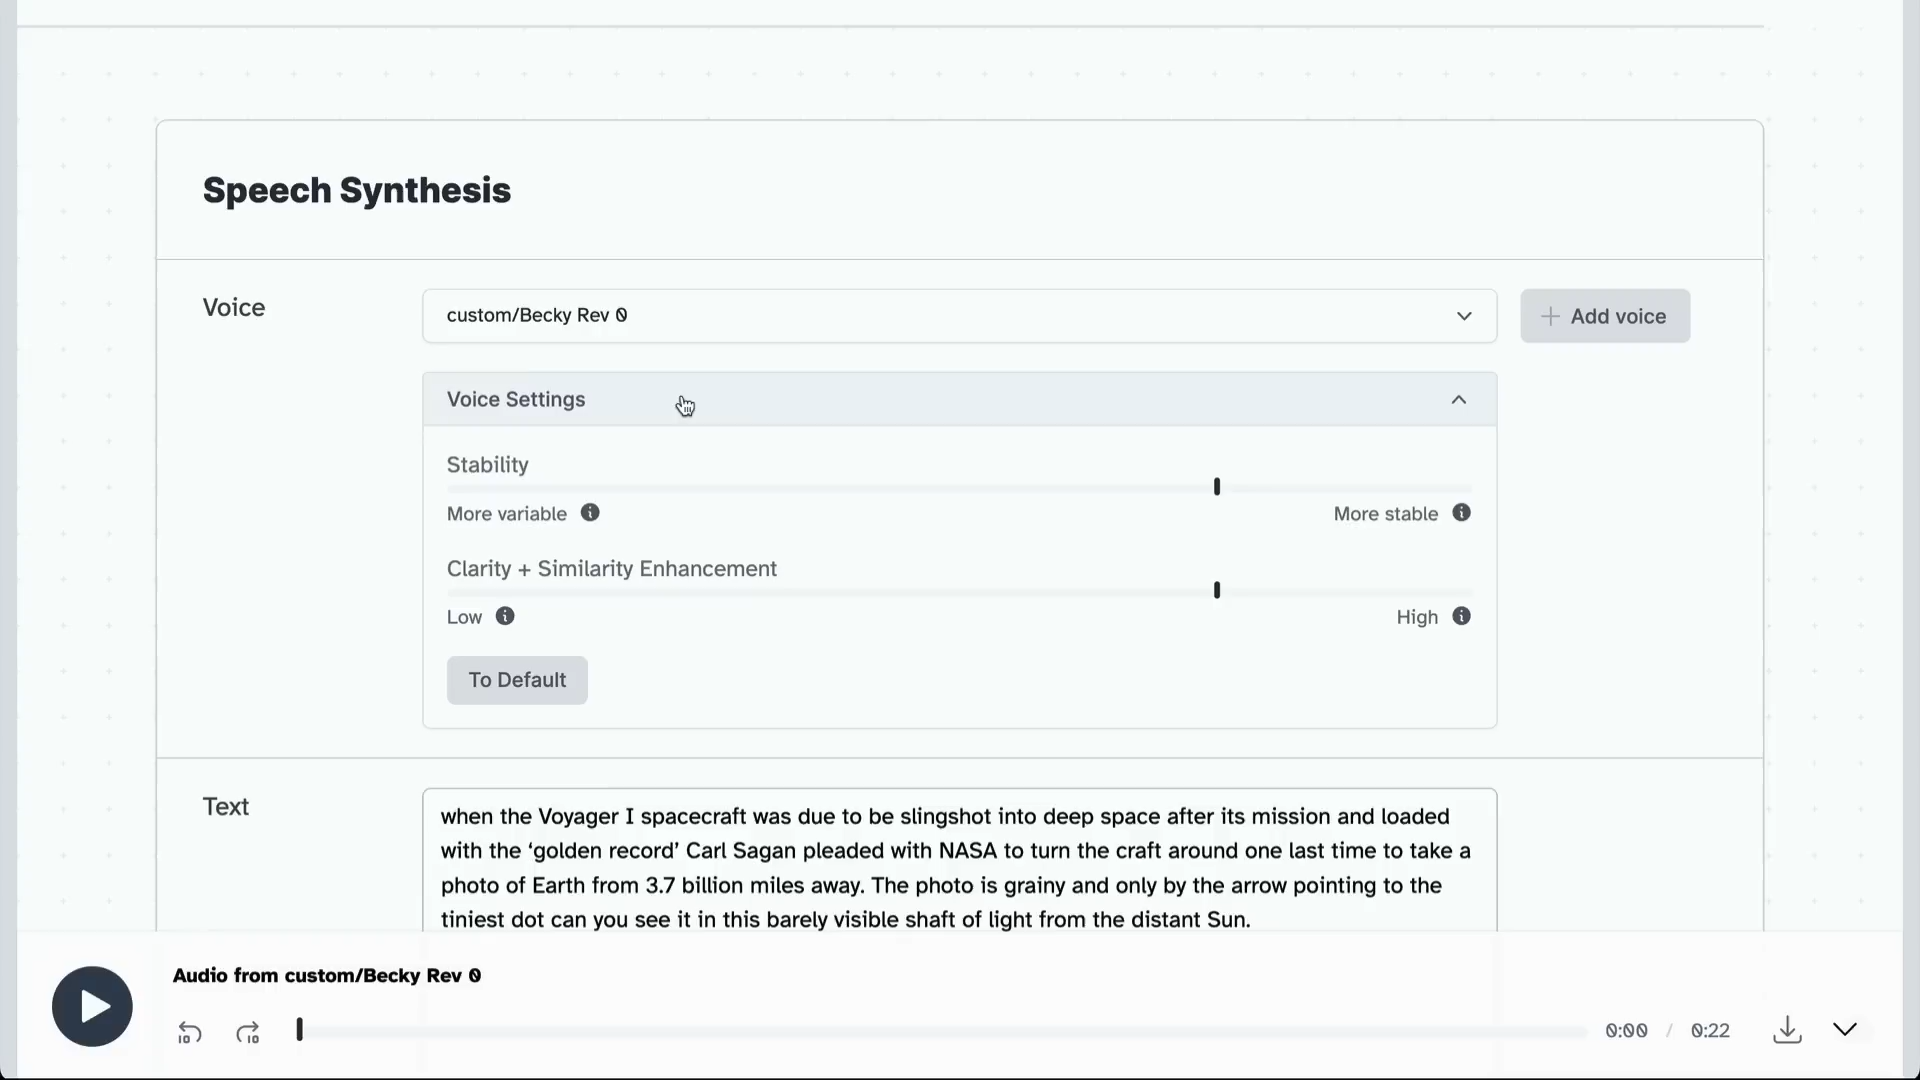 Speech Synthesis
Voice
custom/Becky Rev 0
+ Add voice
Voice Settings
Stability
More variable
More stable
Clarity + Similarity Enhancement
Low
High
To Default
Text
when the Voyager I spacecraft was due to be slingshot into deep space after its mission and loaded
with the ‘golden record’ Carl Sagan pleaded with NASA to turn the craft around one last time to take a
photo of Earth from 3.7 billion miles away. The photo is grainy and only by the arrow pointing to the
tiniest dot can you see it in this barely visible shaft of light from the distant Sun.
Audio from custom/Becky Rev 0
10
10
0:00 / 0:22